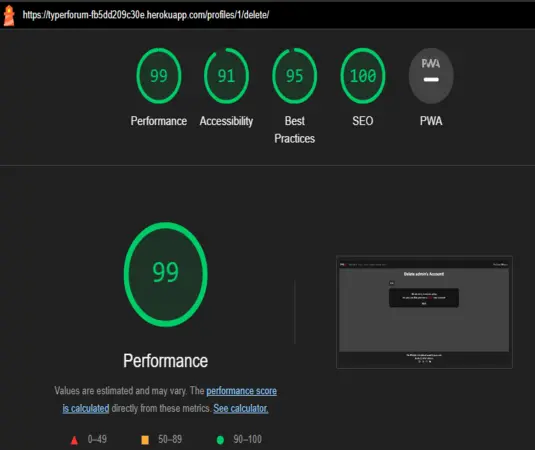 https://typerforum-fb5dd209c30e.herokuapp.com/profiles/1/delete/
99 91 95 100 PWA
Performance Accessibility Best Practices SEO PWA
99
Delete admin's Account!
Performance
Values are estimated and may vary. The performance score
is calculated directly from these metrics. See calculator.
0–49 50–89 90–100